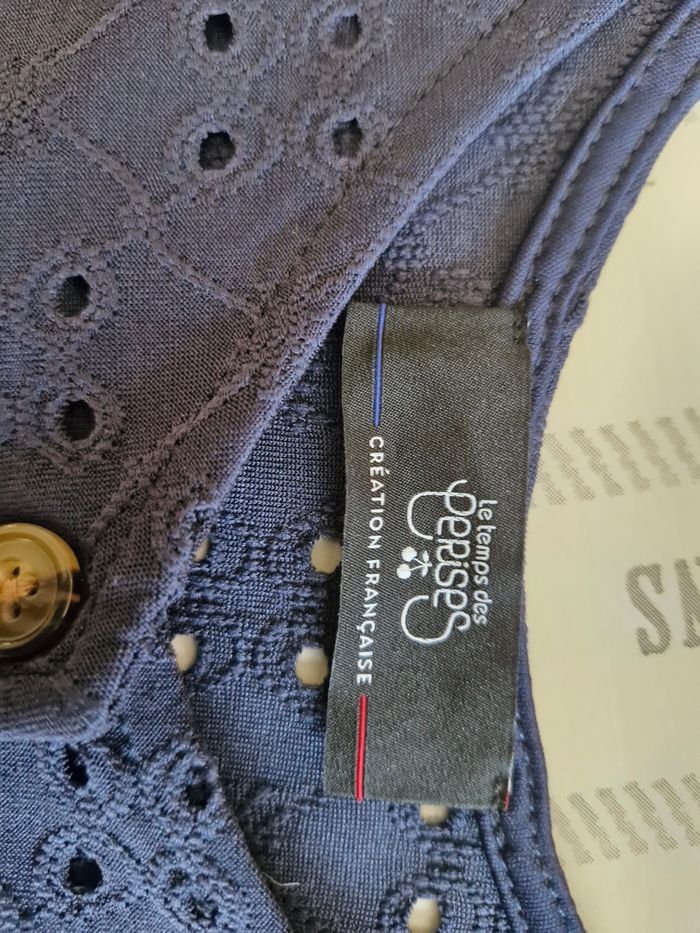 le temps des
cerises
CRÉATION FRANÇAISE